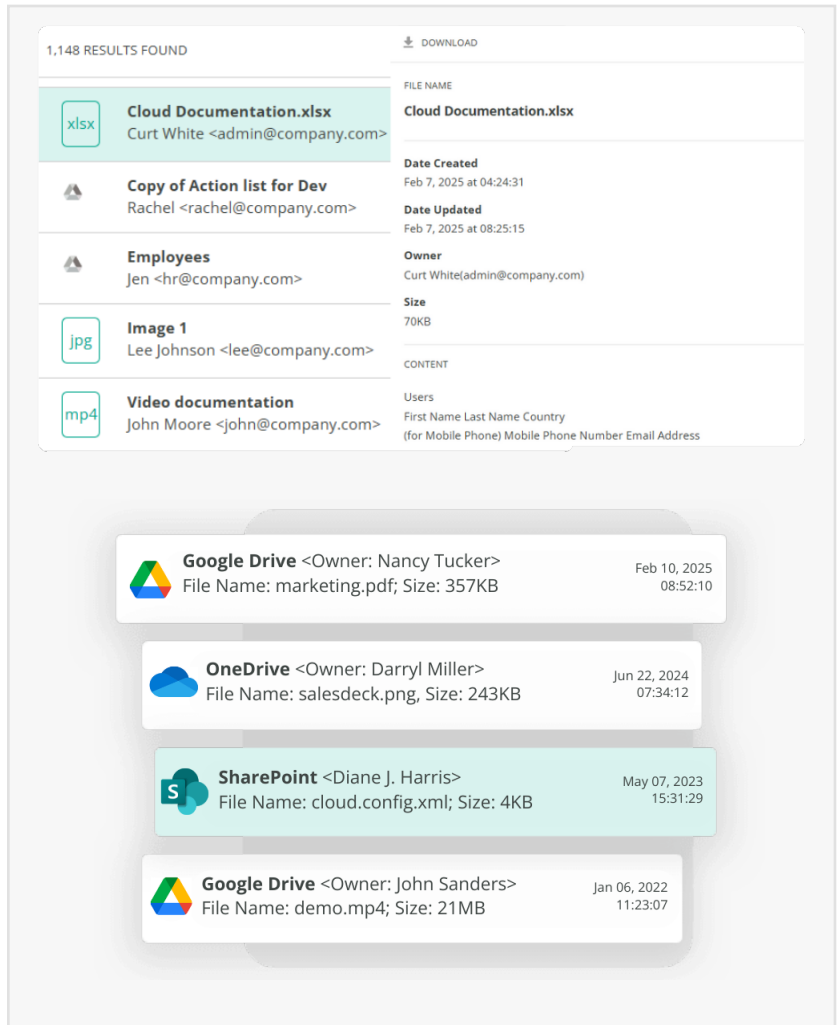 1,148 RESULTS FOUND
xlsx
Cloud Documentation.xlsx
Curt White <admin@company.com>
Copy of Action list for Dev
Rachel <rachel@company.com>
Employees
Jen <hr@company.com>
jpg
Image 1
Lee Johnson <lee@company.com>
mp4
Video documentation
John Moore <john@company.com>
DOWNLOAD
FILE NAME
Cloud Documentation.xlsx
Date Created
Feb 7, 2025 at 04:24:31
Date Updated
Feb 7, 2025 at 08:25:15
Owner
Curt White(admin@company.com)
Size
70KB
CONTENT
Users
First Name Last Name Country
(for Mobile Phone) Mobile Phone Number Email Address
Google Drive <Owner: Nancy Tucker>
File Name: marketing.pdf; Size: 357KB
Feb 10, 2025
08:52:10
OneDrive <Owner: Darryl Miller>
File Name: salesdeck.png, Size: 243KB
Jun 22, 2024
07:34:12
S
SharePoint <Diane J. Harris>
File Name: cloud.config.xml; Size: 4KB
May 07, 2023
15:31:29
Google Drive <Owner: John Sanders>
File Name: demo.mp4; Size: 21MB
Jan 06, 2022
11:23:07